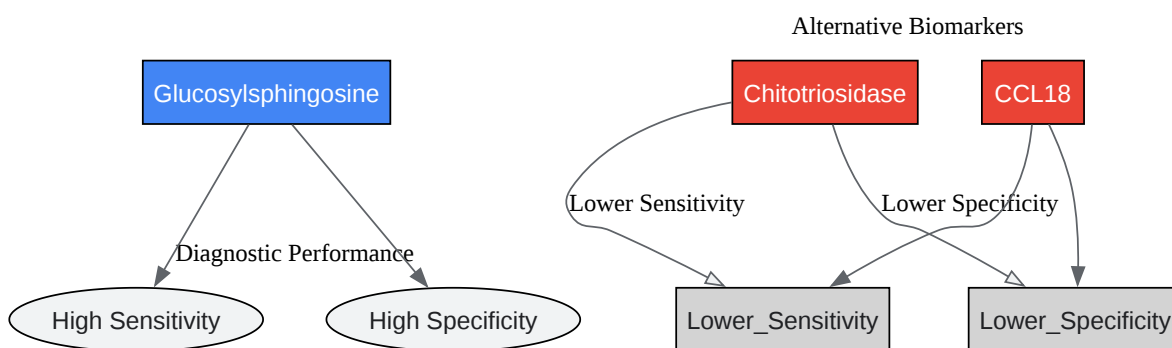 Alternative Biomarkers
Glucosylsphingosine
Chitotriosidase
CCL18
Lower Sensitivity
Lower Specificity
Diagnostic Performance
High Sensitivity
High Specificity
Lower_Sensitivity
Lower_Specificity